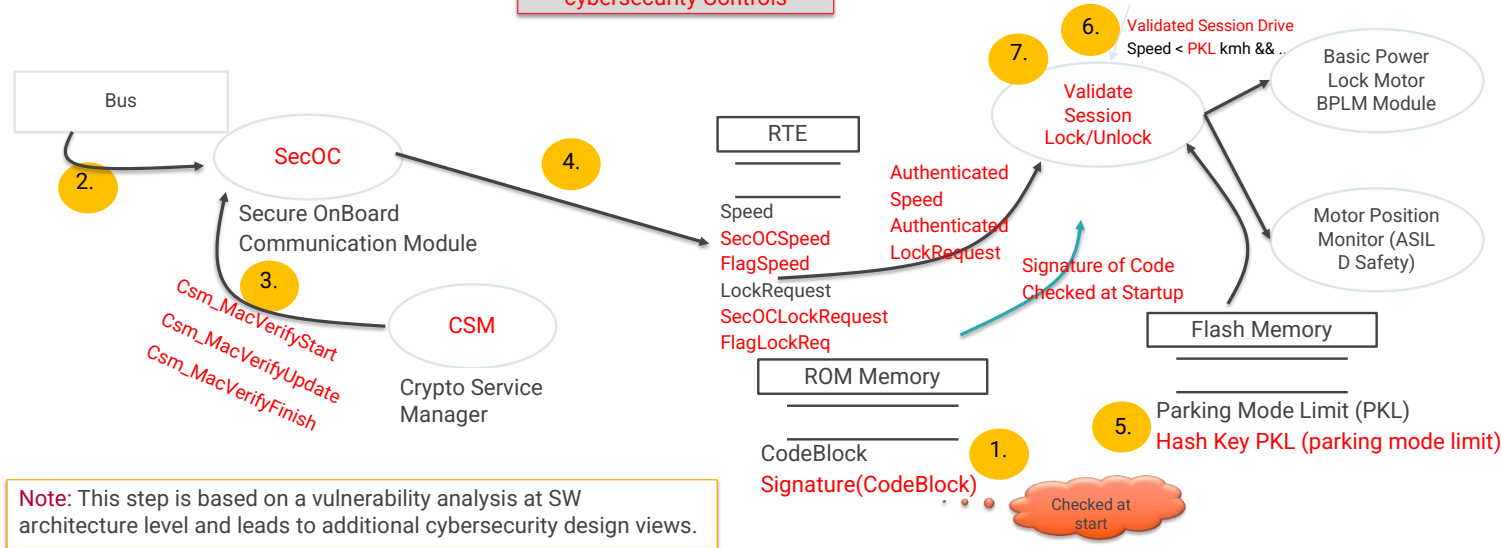 cybersecurity Controls
6.
Validated Session Drive
Speed < PKL kmh && ..
7.
Bus
2.
SecOC
Secure OnBoard
Communication Module
3.
Csm_MacVerifyStart
Csm_MacVerifyUpdate
Csm_MacVerifyFinish
CSM
Crypto Service
Manager
4.
RTE
Speed
SecOCSpeed
FlagSpeed
LockRequest
SecOCLockRequest
FlagLockReq
Authenticated
Speed
Authenticated
LockRequest
Validate
Session
Lock/Unlock
Basic Power
Lock Motor
BPLM Module
Motor Position
Monitor (ASIL
D Safety)
Signature of Code
Checked at Startup
ROM Memory
CodeBlock
Signature(CodeBlock)
1.
Checked at
start
Flash Memory
5.
Parking Mode Limit (PKL)
Hash Key PKL (parking mode limit)
Note: This step is based on a vulnerability analysis at SW
architecture level and leads to additional cybersecurity design views.